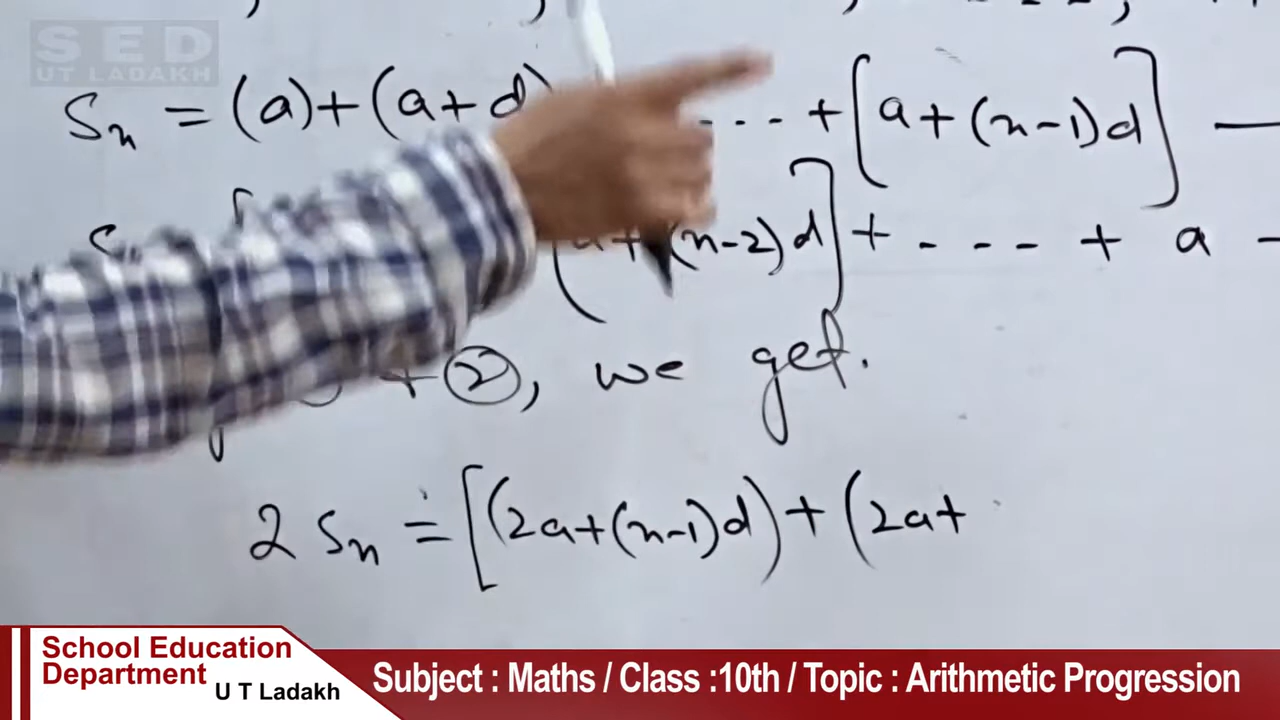 SED
UT LADAKH
Sn = (a)+(a+d) ... +[a+(n-1)d] —
[a+(n-2)d]+ - - - - + a -
+ ②, we get.
2 Sn = [(2a+(n-1)d)+(2a+
School Education
Department
U T Ladakh
Subject : Maths / Class :10th / Topic : Arithmetic Progression